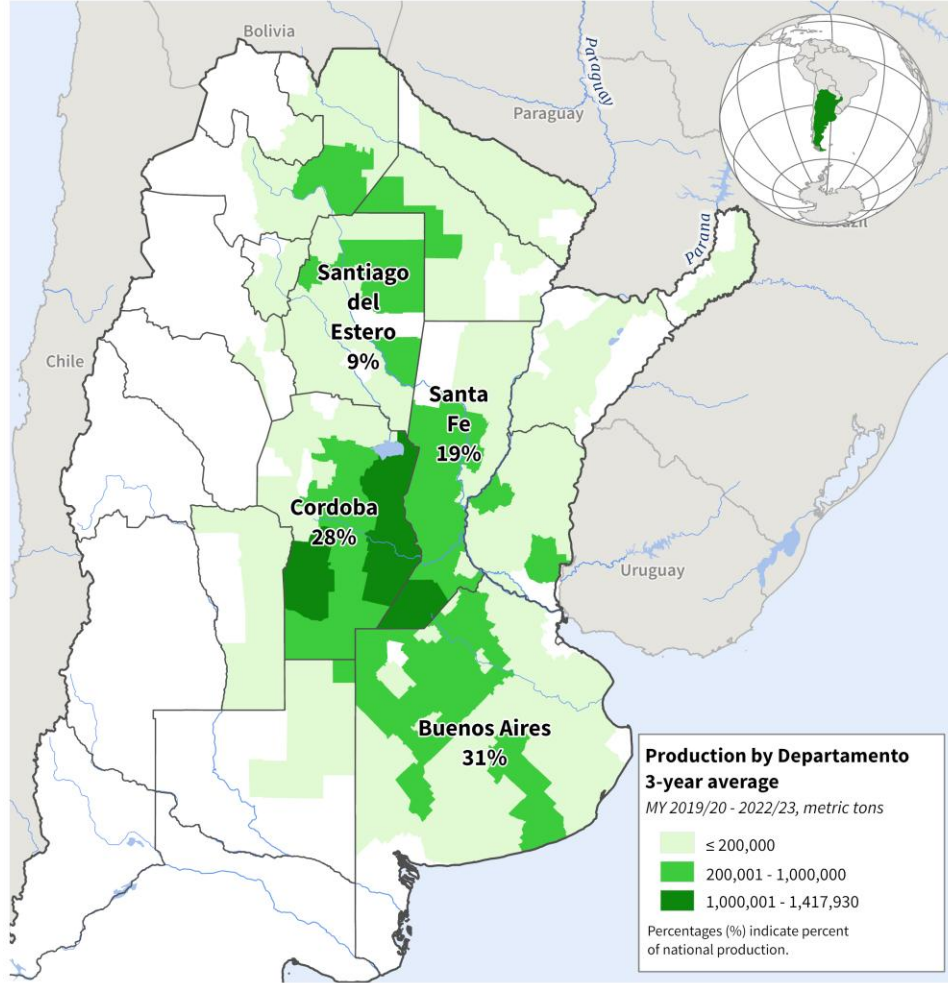 Bolivia
Paraguay
Paraguay
Parana
Chile
Santiago
del
Estero
9%
Santa
Fe
19%
Cordoba
28%
Uruguay
Buenos Aires
31%
Production by Departamento
3-year average
MY 2019/20 - 2022/23, metric tons
≤ 200,000
200,001 - 1,000,000
1,000,001 - 1,417,930
Percentages (%) indicate percent
of national production.